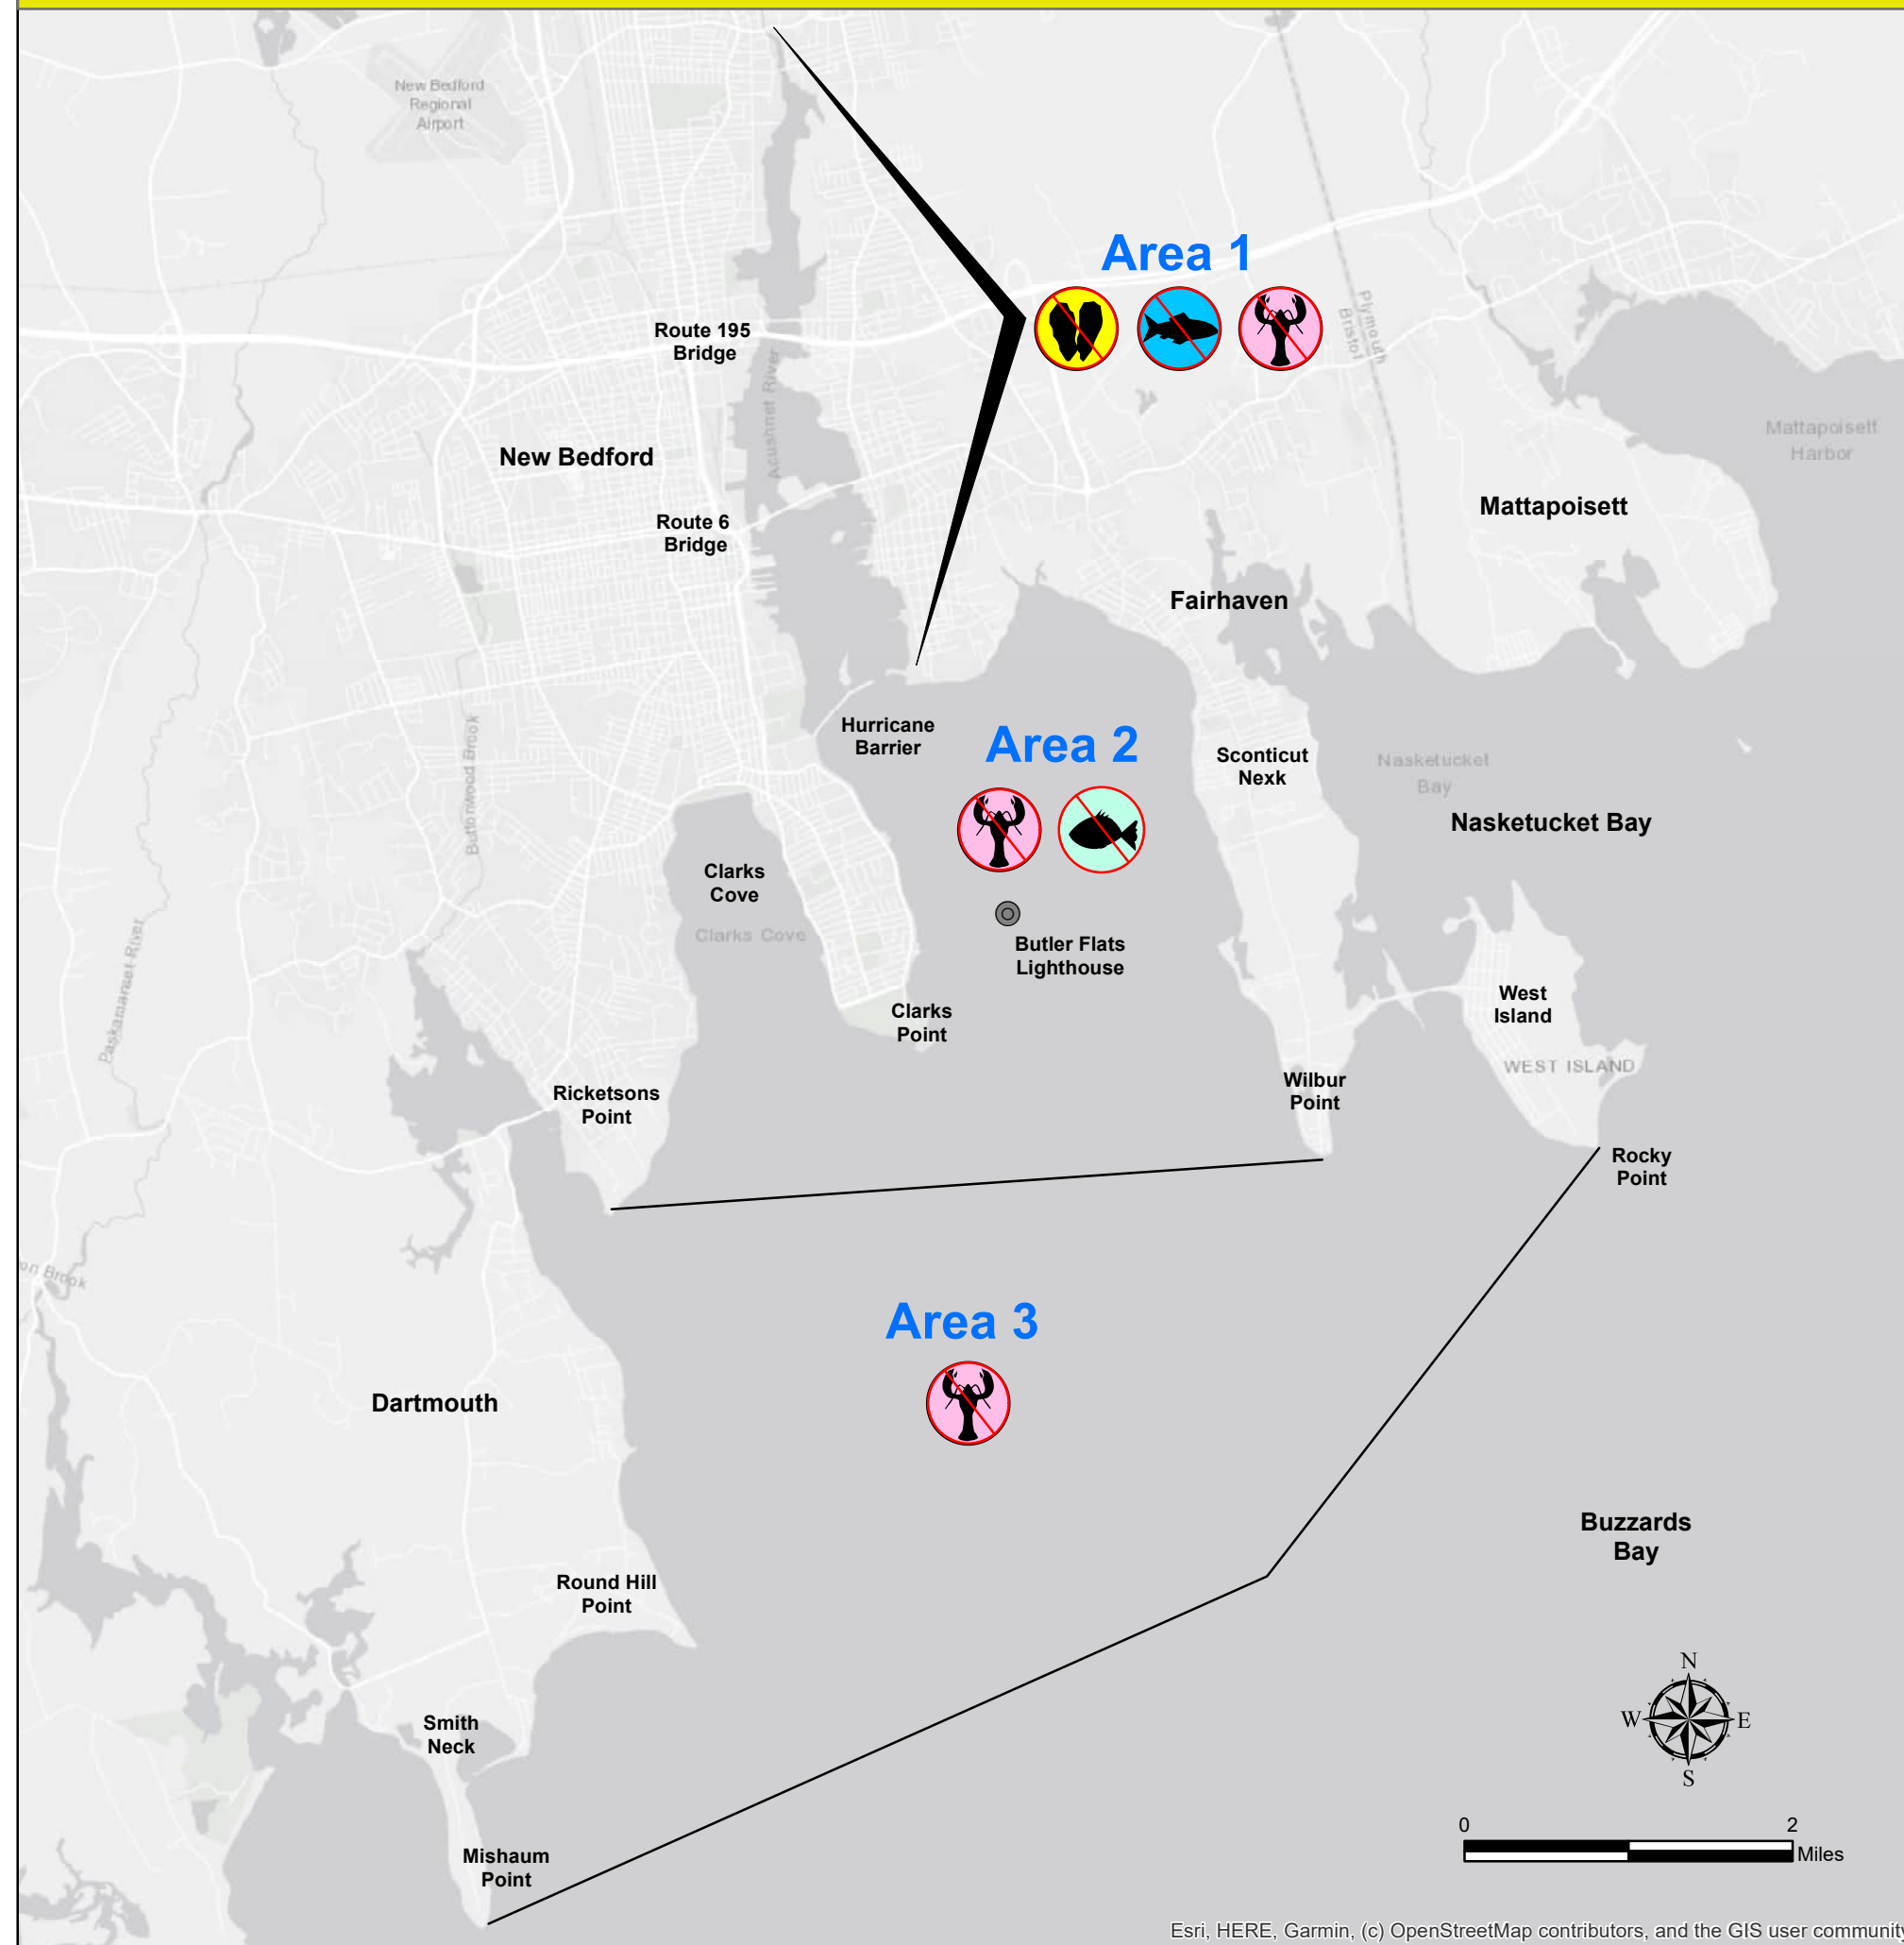 New Bedford
Regional
Airport
Area 1
Route 195
Bridge
Plymouth
Bristol
Acushnet River
Mattapoisett
Harbor
New Bedford
Mattapoisett
Route 6
Bridge
Fairhaven
Hurricane
Barrier
Area 2
Sconticut
Nexk
Nasketucket
Bay
Nasketucket Bay
Buttonwood Brook
Clarks
Cove
Clarks Cove
Butler Flats
Lighthouse
Paskamanset River
Clarks
Point
West
Island
WEST ISLAND
Ricketsons
Point
Wilbur
Point
Rocky
Point
on Brook
Area 3
Dartmouth
Buzzards
Bay
Round Hill
Point
N
W
E
S
Smith
Neck
0
2
Miles
Mishaum
Point
Esri, HERE, Garmin, (c) OpenStreetMap contributors, and the GIS user community